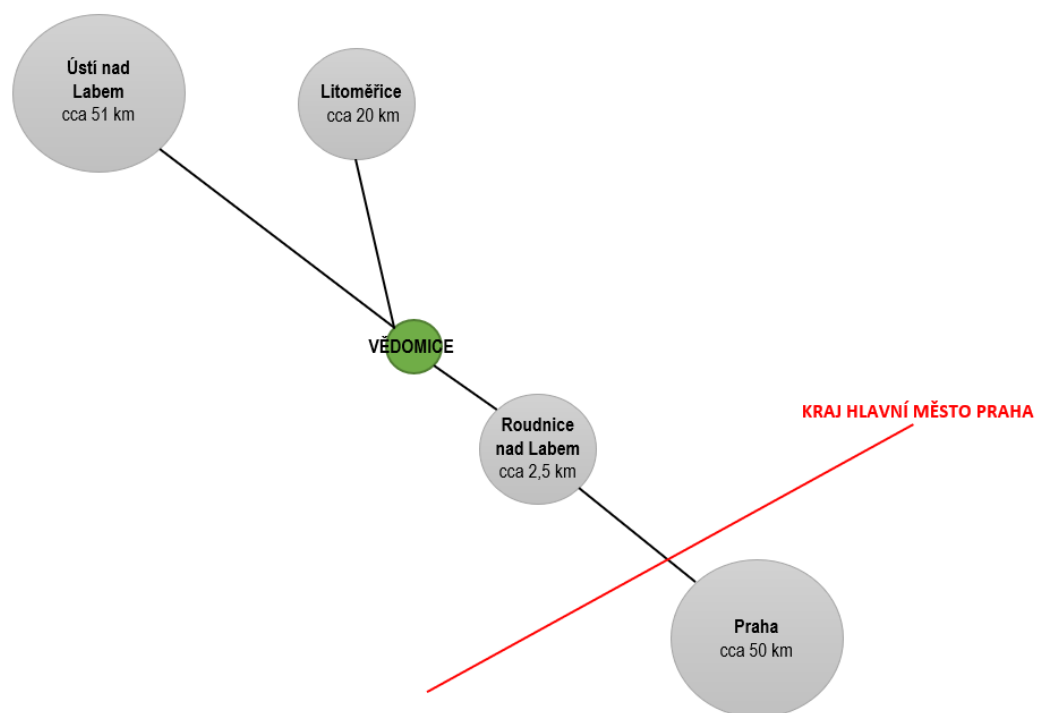 Ústí nad
Labem
cca 51 km
Litoměřice
cca 20 km
VĚDOMICE
Roudnice
nad Labem
cca 2,5 km
KRAJ HLAVNÍ MĚSTO PRAHA
Praha
cca 50 km